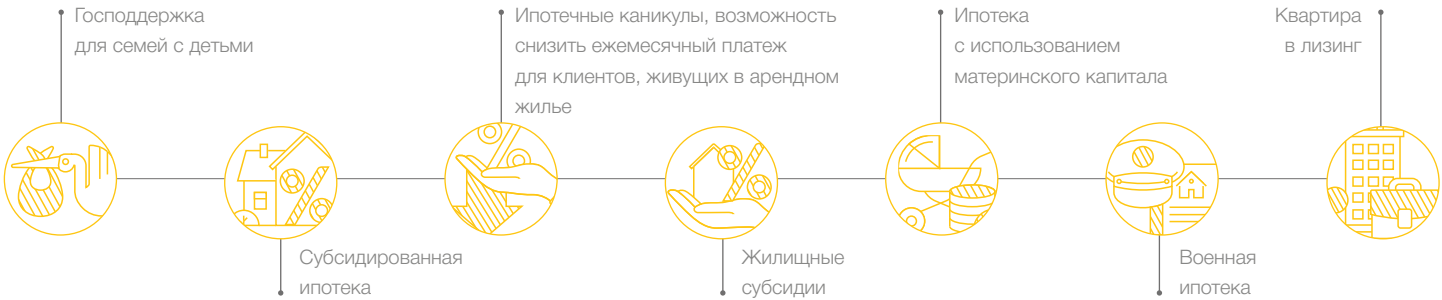 Господдержка
для семей с детьми
Субсидированная
ипотека
Ипотечные каникулы, возможность
снизить ежемесячный платеж
для клиентов, живущих в арендном
жилье
Жилищные
субсидии
Ипотека
с использованием
материнского капитала
Военная
ипотека
Квартира
в лизинг